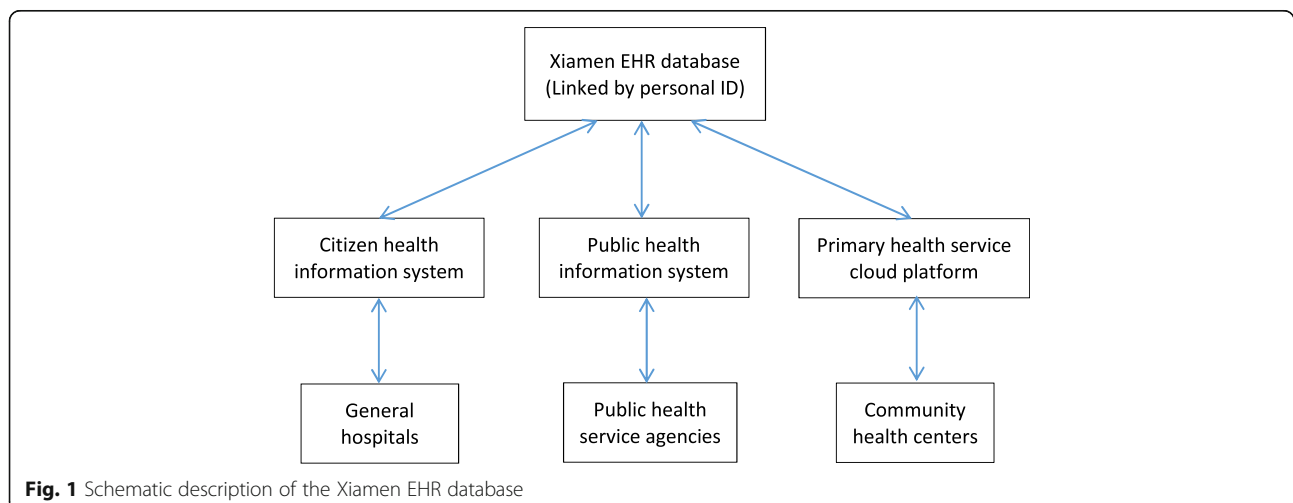 Xiamen EHR database
(Linked by personal ID)
Citizen health
information system
Public health
information system
Primary health service
cloud platform
General
hospitals
Public health
service agencies
Community
health centers
Fig. 1 Schematic description of the Xiamen EHR database